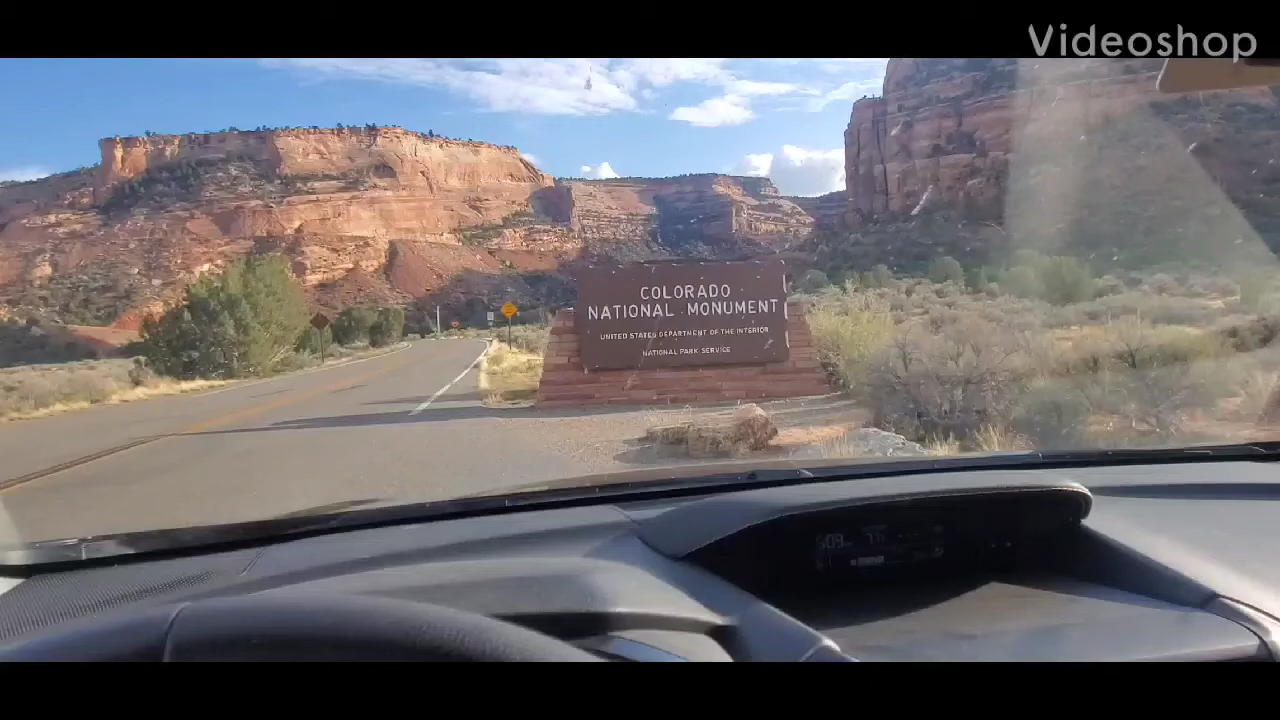 Videoshop
COLORADO
NATIONAL MONUMENT
UNITED STATES DEPARTMENT OF THE INTERIOR
NATIONAL PARK SERVICE